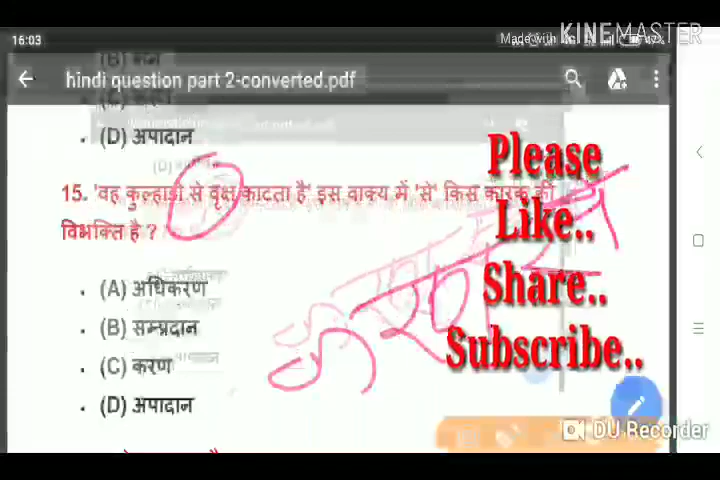 16:03
Made with KINEMASTER
47%
hindi question part 2-converted.pdf
. (D) अपादान
15. 'वह कुल्हाडी से वृक्ष काटता है' इस वाक्य में 'से' किस कारक की
विभक्ति है ?
. (A) अधिकरण
. (B) सम्प्रदान
. (C) करण
. (D) अपादान
Please
Like..
Share..
Subscribe..
DU Recorder